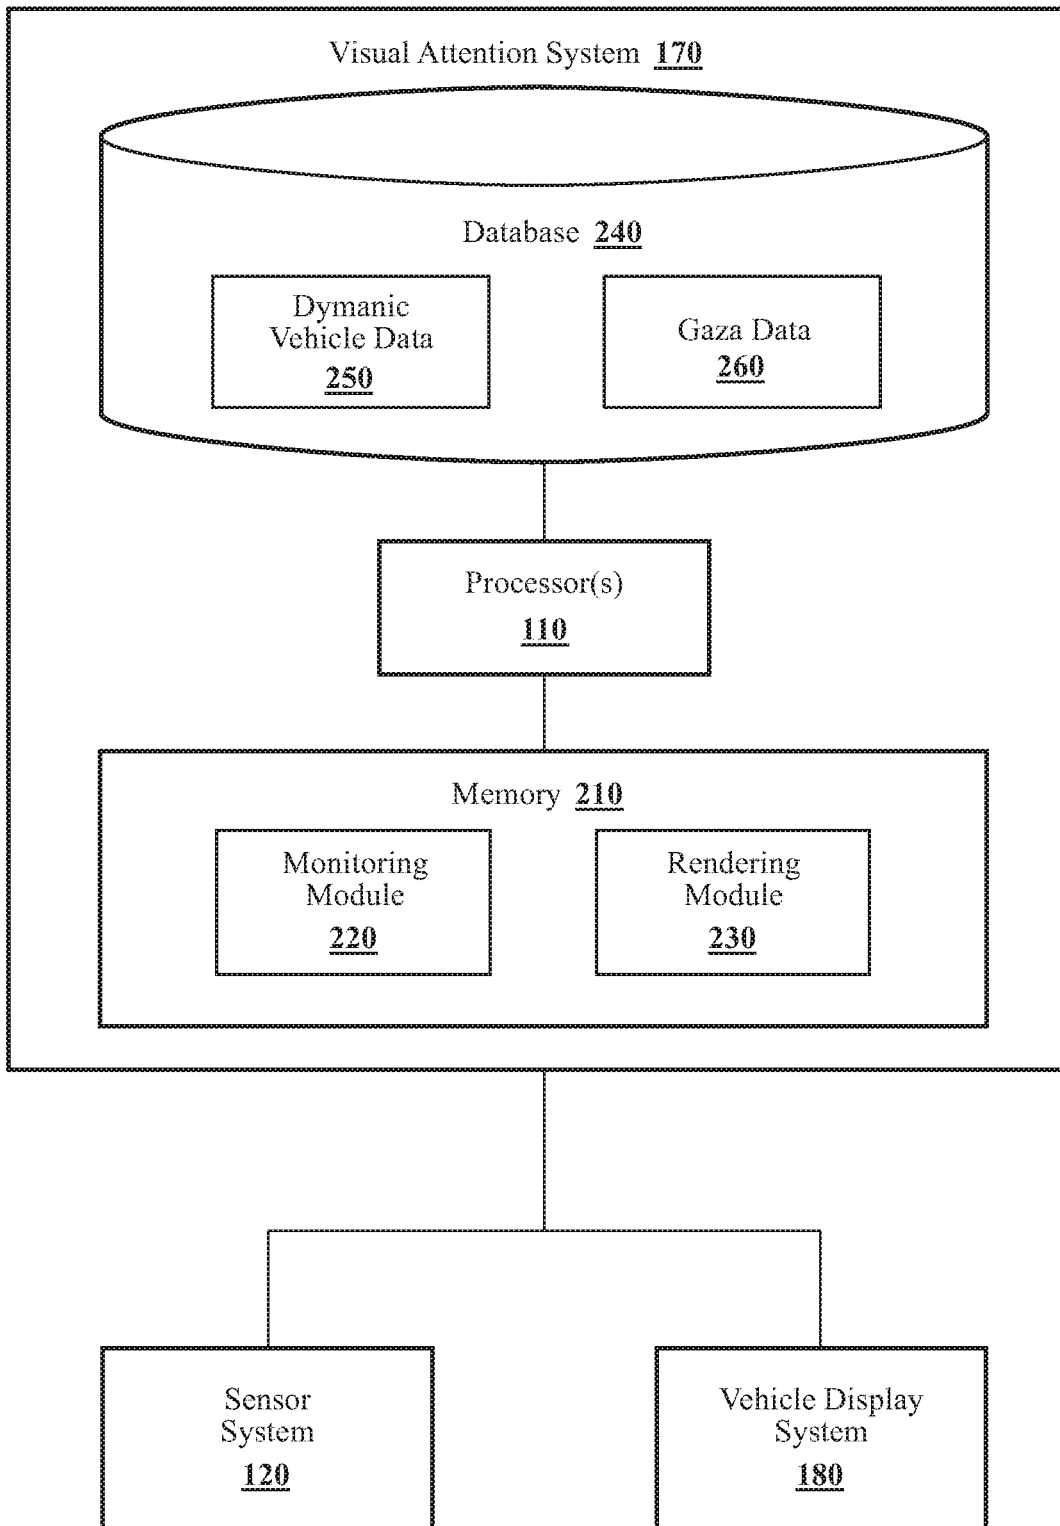 Visual Attention System 170
Database 240
Dymanic
Vehicle Data
250
Gaza Data
260
Processor(s)
110
Memory 210
Monitoring
Module
220
Rendering
Module
230
Sensor
System
120
Vehicle Display
System
180